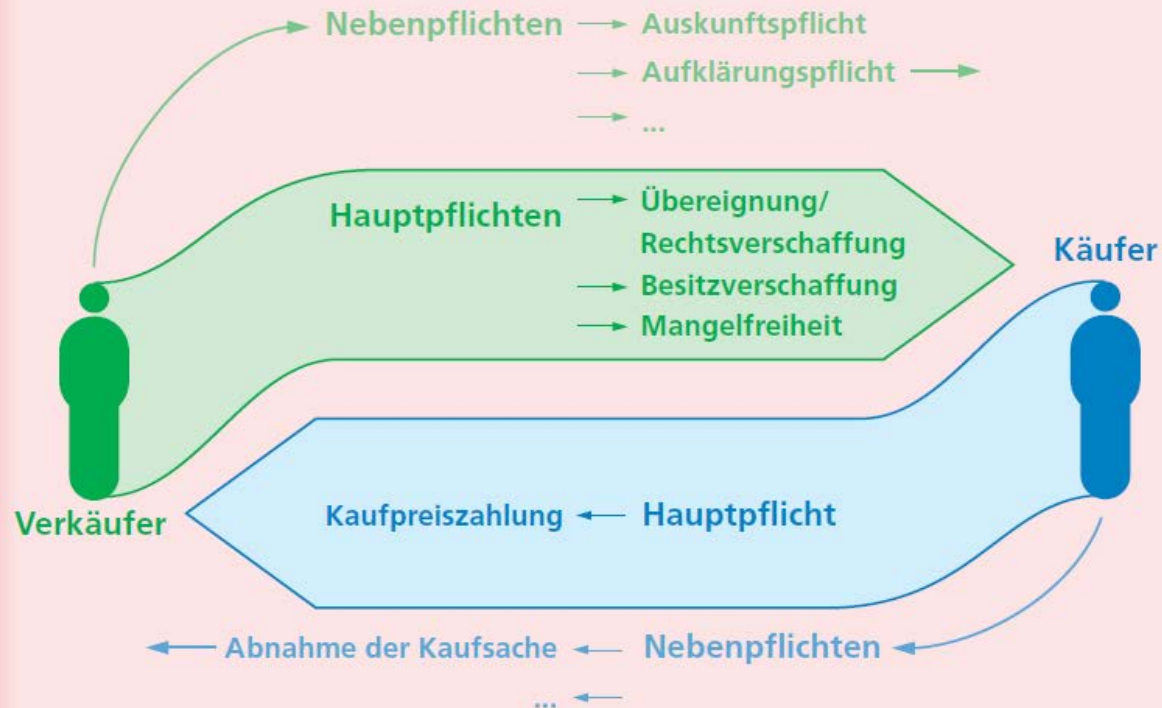 Nebenpflichten → Auskunftspflicht
→ Aufklärungspflicht →
→ ...
Hauptpflichten → Übereignung/
Rechtsverschaffung
→ Besitzverschaffung
→ Mangelfreiheit
Käufer
Verkäufer
Kaufpreiszahlung ← Hauptpflicht
← Abnahme der Kaufsache ← Nebenpflichten
... ←